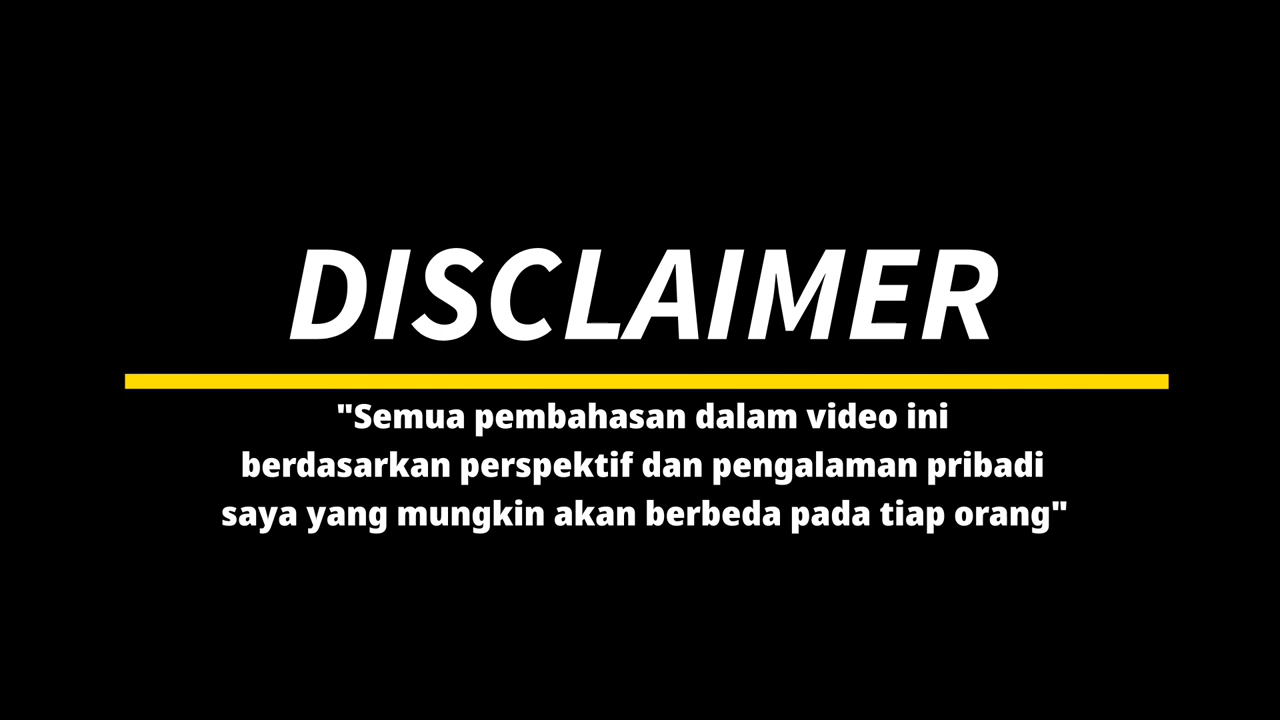 DISCLAIMER
"Semua pembahasan dalam video ini
berdasarkan perspektif dan pengalaman pribadi
saya yang mungkin akan berbeda pada tiap orang"